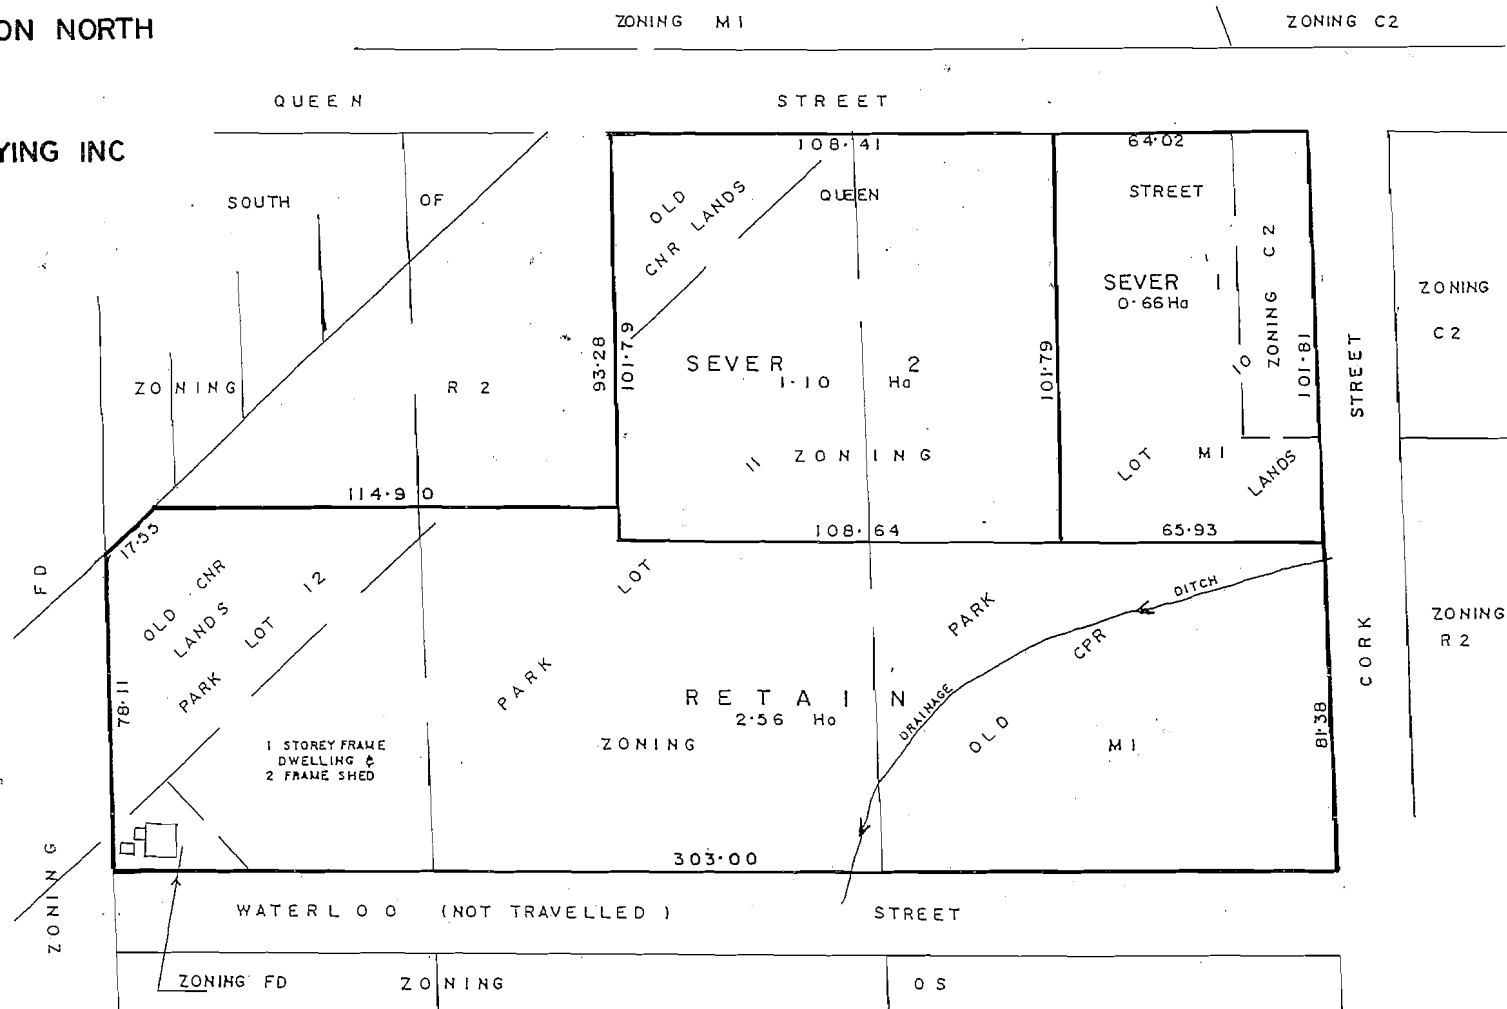 ON NORTH
ZONING M1
ZONING C2
QUEEN STREET
YING INC
108.41
64.02
SOUTH OF QUEEN STREET
OLD
CNR LANDS
ZONING C2
SEVER 1
0.66 Ha
ZONING
C2
93.28
101.79
SEVER 2
1.10 Ha
101.79
10
101.81
STREET
ZONING R2
11 ZONING
LOT M1
LANDS
114.90
17.55
108.64
65.93
FD
OLD CNR
LANDS
LOT 12
PARK
LOT
PARK
DITCH
CPR
ZONING
R2
CORK
PARK
78.11
RETAIN
2.56 Ha
DRAINAGE
OLD
81.38
1 STOREY FRAME
DWELLING &
2 FRAME SHED
ZONING
M1
303.00
ZONING
WATERLOO (NOT TRAVELLED) STREET
ZONING FD
ZONING OS